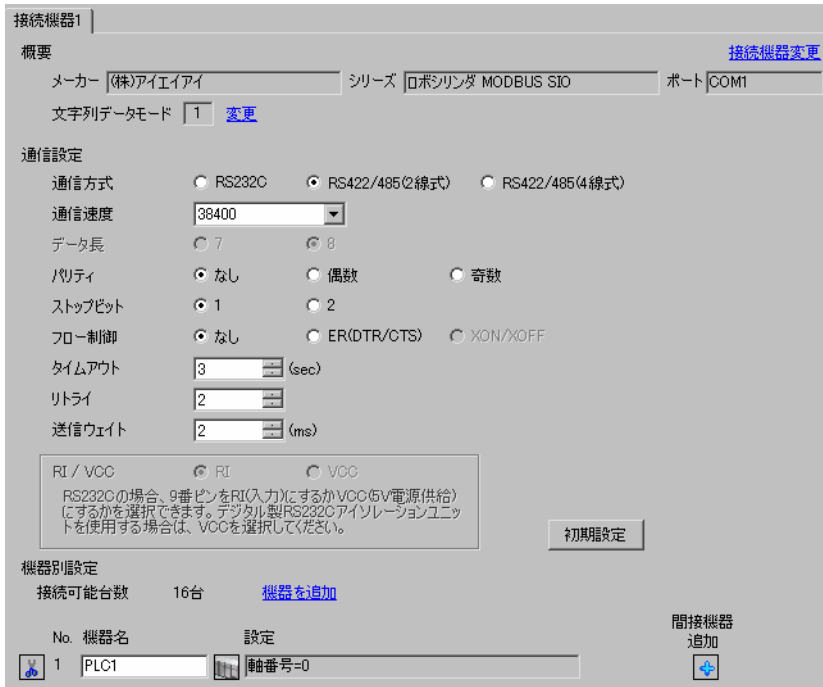 接続機器1
概要 接続機器変更
メーカー (株)アイエイアイ シリーズ ロボシリンダ MODBUS SIO ポート COM1
文字列データモード 1 変更
通信設定
通信方式 RS232C RS422/485(2線式) RS422/485(4線式)
通信速度 38400
データ長 7 8
パリティ なし 偶数 奇数
ストップビット 1 2
フロー制御 なし ER(DTR/CTS) XON/XOFF
タイムアウト 3 (sec)
リトライ 2
送信ウェイト 2 (ms)
RI / VCC RI VCC
RS232Cの場合、9番ピンをRI(入力)にするかVCC(5V電源供給)
にするかを選択できます。デジタル製RS232Cアイソレーションユニッ
トを使用する場合は、VCCを選択してください。
初期設定
機器別設定
接続可能台数 16台 機器を追加
間接機器
No. 機器名 設定 追加
1 PLC1 軸番号=0